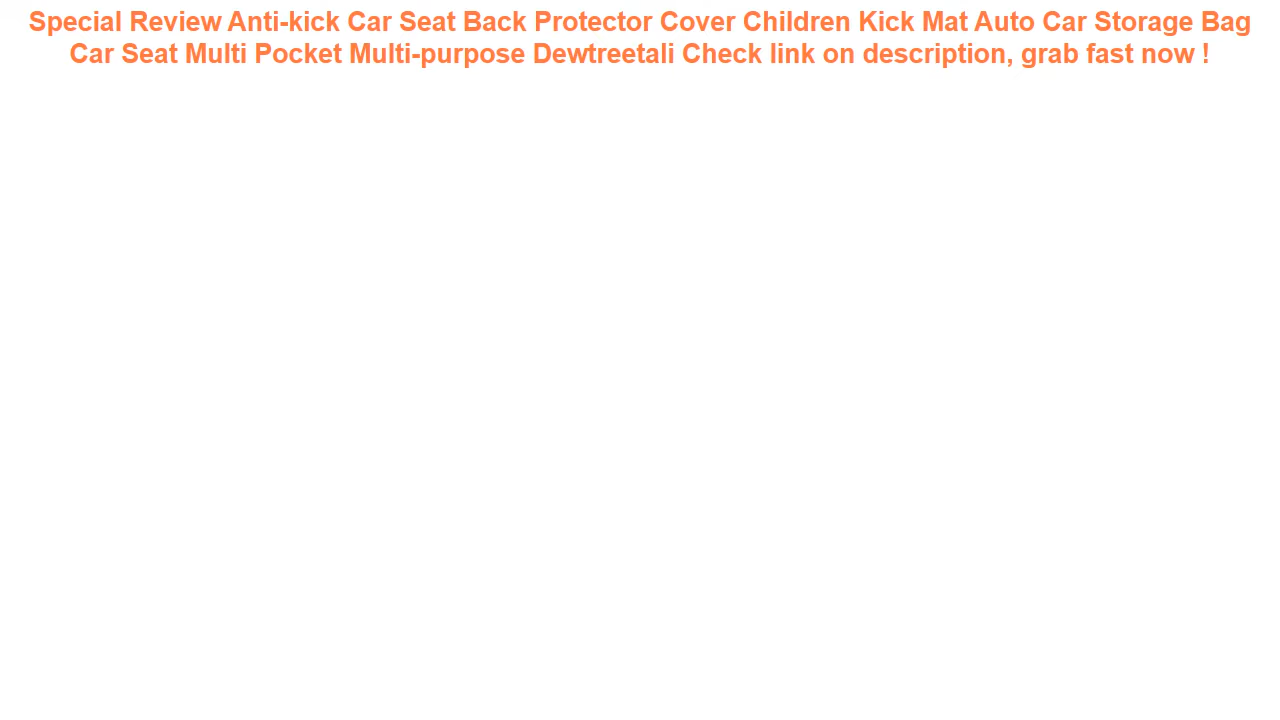 Special Review Anti-kick Car Seat Back Protector Cover Children Kick Mat Auto Car Storage Bag
Car Seat Multi Pocket Multi-purpose Dewtreetali Check link on description, grab fast now !